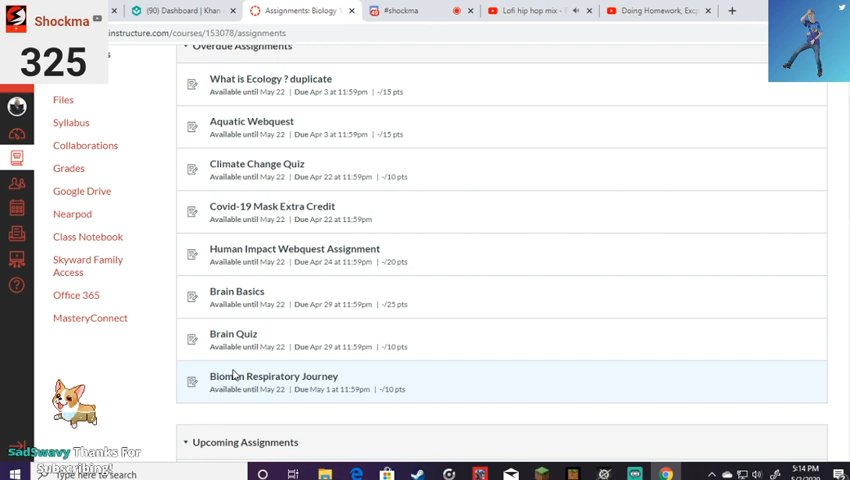 Shockma
325
(90) Dashboard | Khan
Assignments: Biology
#shockma
Lofi hip hop mix -
Doing Homework, Exc
instructure.com/courses/153078/assignments
Overdue Assignments
Files
Syllabus
Collaborations
Grades
Google Drive
Nearpod
Class Notebook
Skyward Family
Access
Office 365
MasteryConnect
What is Ecology ? duplicate
Available until May 22 | Due Apr 3 at 11:59pm | -/15 pts
Aquatic Webquest
Available until May 22 | Due Apr 3 at 11:59pm | -/15 pts
Climate Change Quiz
Available until May 22 | Due Apr 22 at 11:59pm | -/10 pts
Covid-19 Mask Extra Credit
Available until May 22 | Due Apr 22 at 11:59pm
Human Impact Webquest Assignment
Available until May 22 | Due Apr 24 at 11:59pm | -/20 pts
Brain Basics
Available until May 22 | Due Apr 29 at 11:59pm | -/25 pts
Brain Quiz
Available until May 22 | Due Apr 29 at 11:59pm | -/10 pts
Respiratory Journey
Available until May 22 | Due May 1 at 11:59pm | -/10 pts
Upcoming Assignments
SadSwavy Thanks For
Subscribing!
Type here to search
5:14 PM
5/2/2020